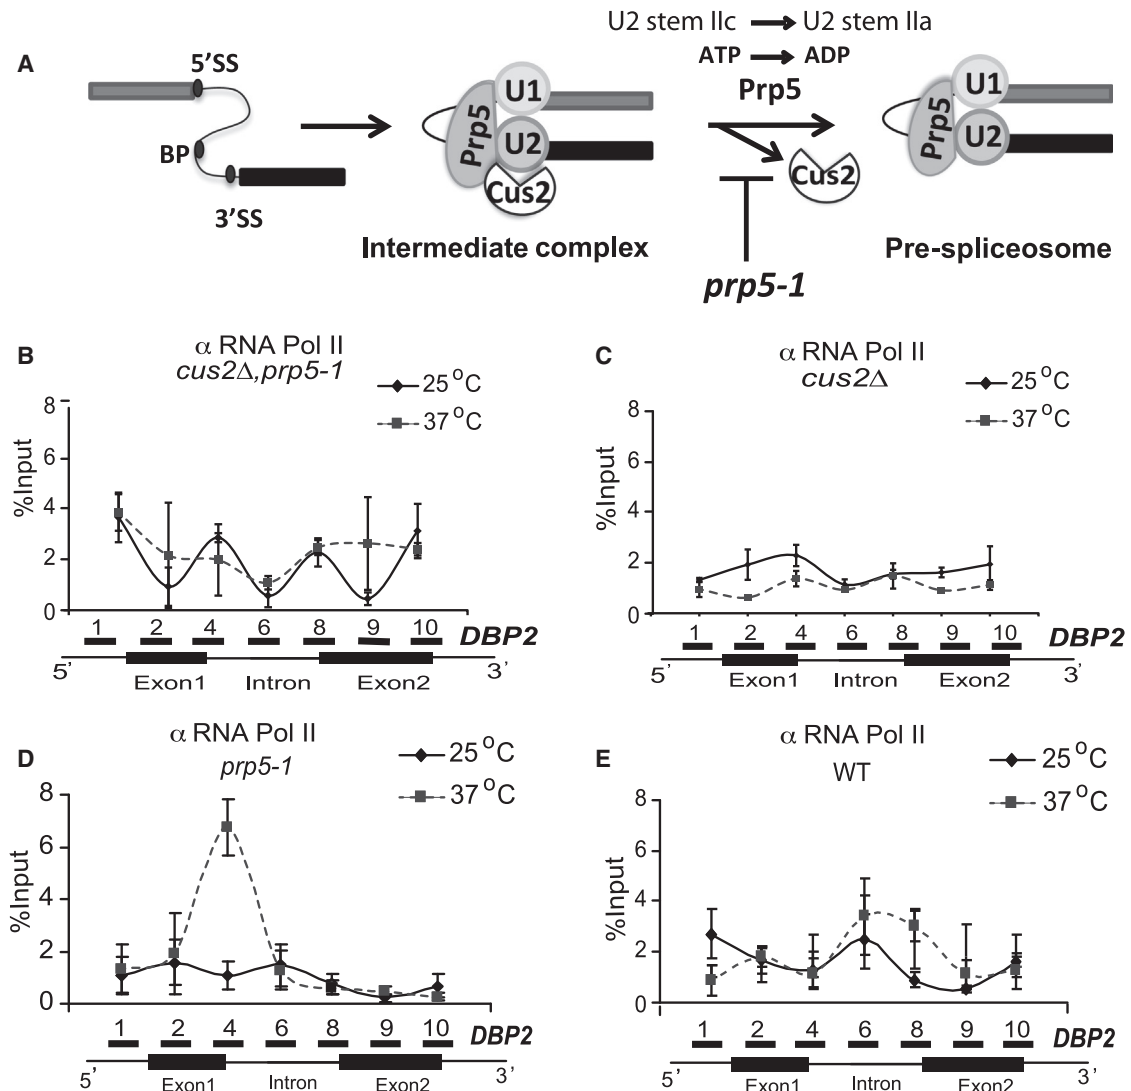 U2 stem IIc U2 stem IIa
A
5'SS
ATP ADP
Prp5
U1
U1
Prp5
Prp5
BP
U2
U2
Cus2
Cus2
3'SS
Intermediate complex
Pre-spliceosome
prp5-1
B
α RNA Pol II
cus2Δ,prp5-1
25 °C
37 °C
%Input
8
6
4
2
0
1 2 4 6 8 9 10 DBP2
5' 3'
Exon1 Intron Exon2
C
α RNA Pol II
cus2Δ
25 °C
37 °C
%Input
8
6
4
2
0
1 2 4 6 8 9 10 DBP2
5' 3'
Exon1 Intron Exon2
D
α RNA Pol II
prp5-1
25 °C
37 °C
%Input
8
6
4
2
0
1 2 4 6 8 9 10 DBP2
5' 3'
Exon1 Intron Exon2
E
α RNA Pol II
WT
25 °C
37 °C
%Input
8
6
4
2
0
1 2 4 6 8 9 10 DBP2
5' 3'
Exon1 Intron Exon2